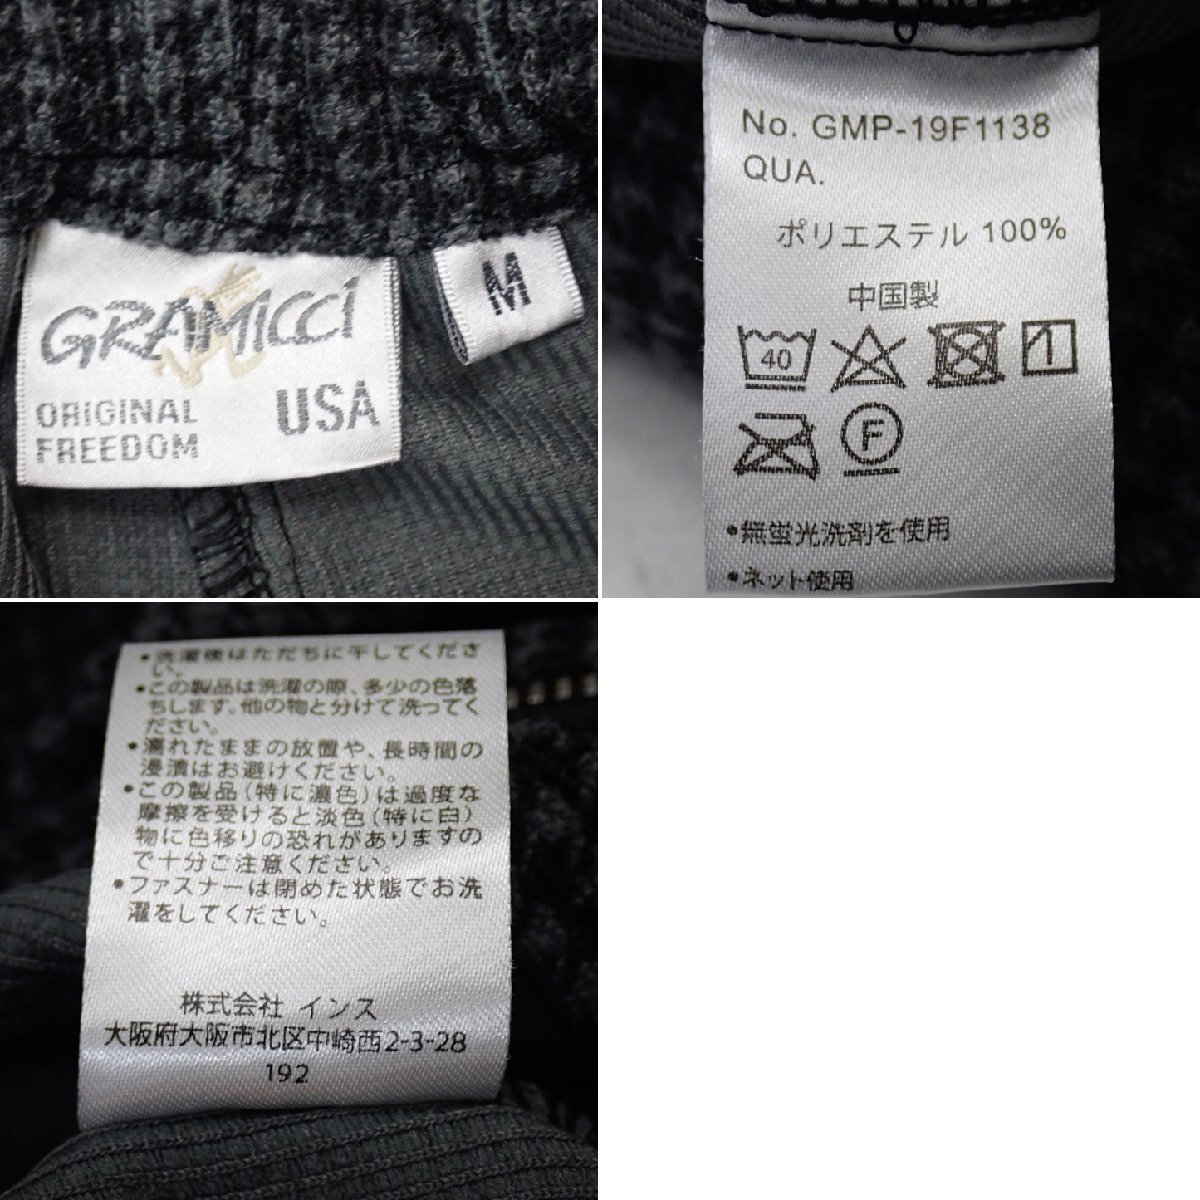 GRAMICCI
ORIGINAL
FREEDOM
USA
M
No. GMP-19F1138
QUA.
ポリエステル 100%
中国製
40
F
•無蛍光洗剤を使用
•ネット使用
•洗濯後はただちに干してくださ
い。
•この製品は洗濯の際、多少の色落
ちします。他の物と分けて洗ってく
ださい。
•濡れたままの放置や、長時間の
浸漬はお避けください。
•この製品(特に濃色)は過度な
摩擦を受けると淡色(特に白)
物に色移りの恐れがありますの
で十分ご注意ください。
•ファスナーは閉めた状態でお洗
濯をしてください。
株式会社 インス
大阪府大阪市北区中崎西2-3-28
192